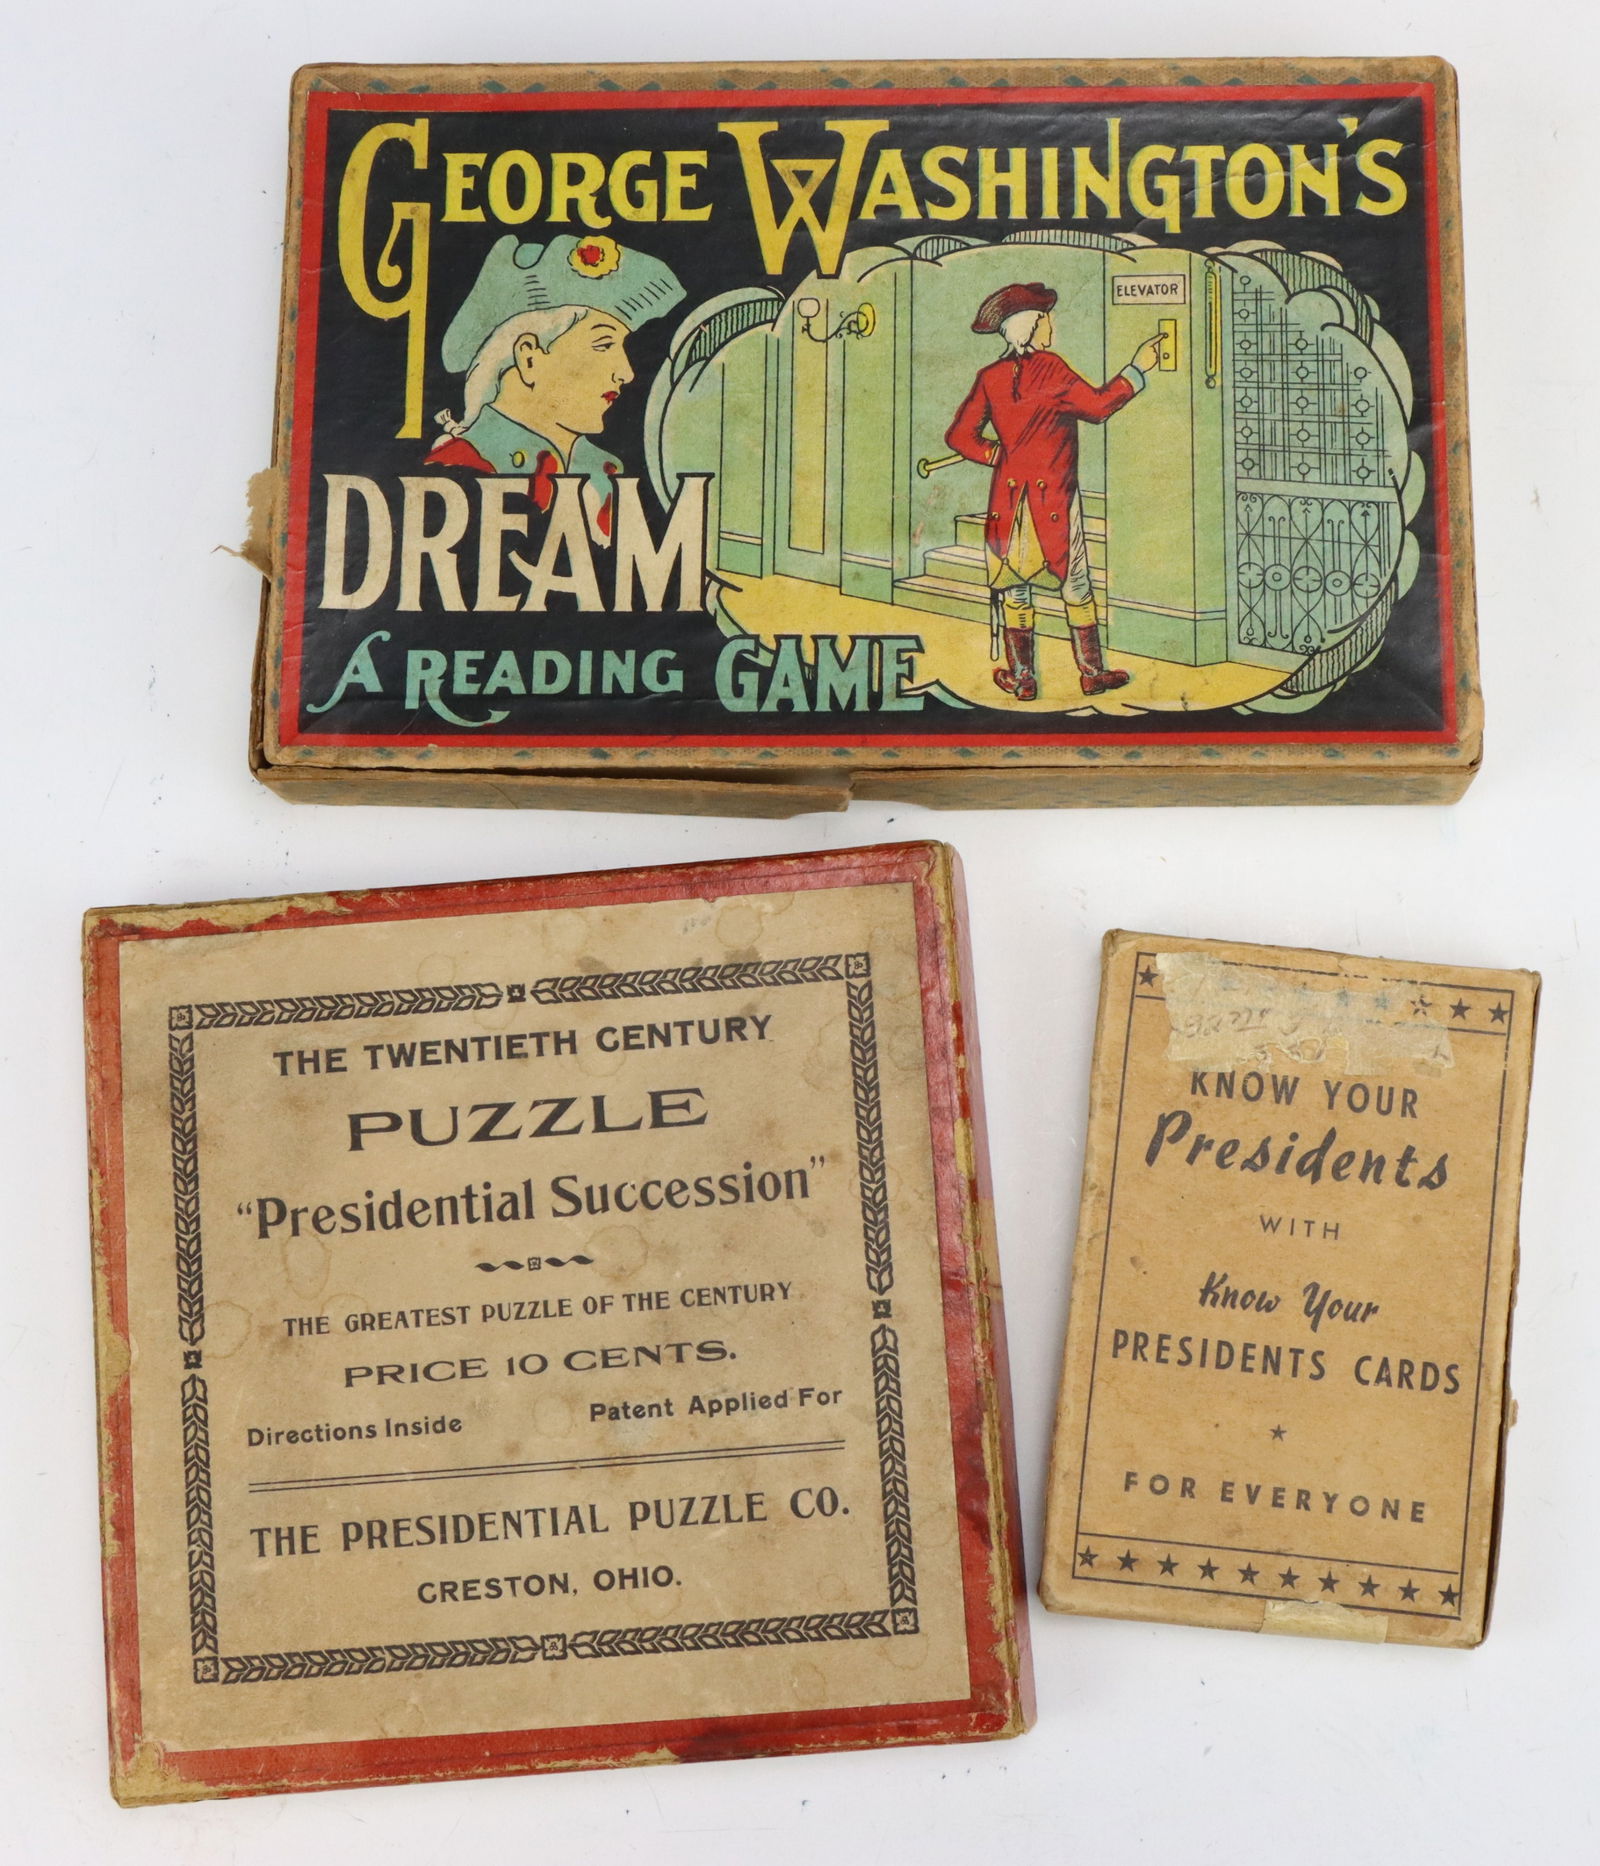 GEORGE WASHINGTON'S
ELEVATOR
DREAM
A READING GAME
THE TWENTIETH CENTURY
PUZZLE
"Presidential Succession"
THE GREATEST PUZZLE OF THE CENTURY
PRICE 10 CENTS.
Directions Inside Patent Applied For
THE PRESIDENTIAL PUZZLE CO.
CRESTON, OHIO.
KNOW YOUR
Presidents
WITH
Know Your
PRESIDENTS CARDS
FOR EVERYONE